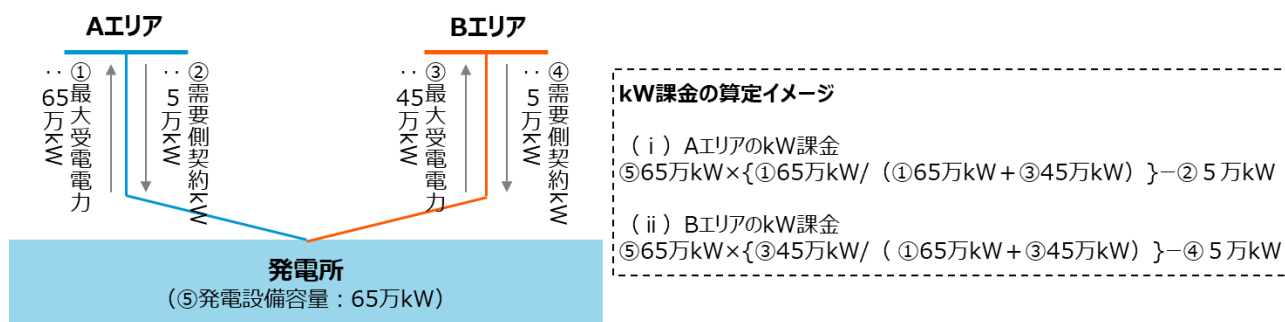 Aエリア
Bエリア
①最大受電電力
：65万kW
②需要側契約kW
：5万kW
③最大受電電力
：45万kW
④需要側契約kW
：5万kW
発電所
（⑤発電設備容量：65万kW）
kW課金の算定イメージ
（ⅰ）AエリアのkW課金
⑤65万kW×{①65万kW/（①65万kW＋③45万kW）}－②５万kW
（ⅱ）BエリアのkW課金
⑤65万kW×{③45万kW/（①65万kW＋③45万kW）}－④５万kW